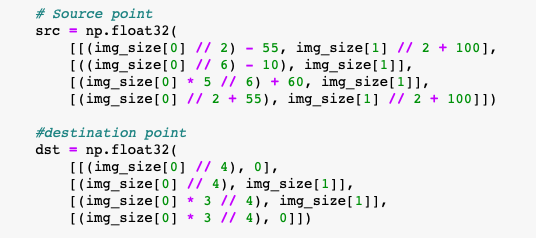 # Source point
src = np.float32(
[[(img_size[0] // 2) - 55, img_size[1] // 2 + 100],
[((img_size[0] // 6) - 10), img_size[1]],
[(img_size[0] * 5 // 6) + 60, img_size[1]],
[(img_size[0] // 2 + 55), img_size[1] // 2 + 100]])
#destination point
dst = np.float32(
[[(img_size[0] // 4), 0],
[(img_size[0] // 4), img_size[1]],
[(img_size[0] * 3 // 4), img_size[1]],
[(img_size[0] * 3 // 4), 0]])